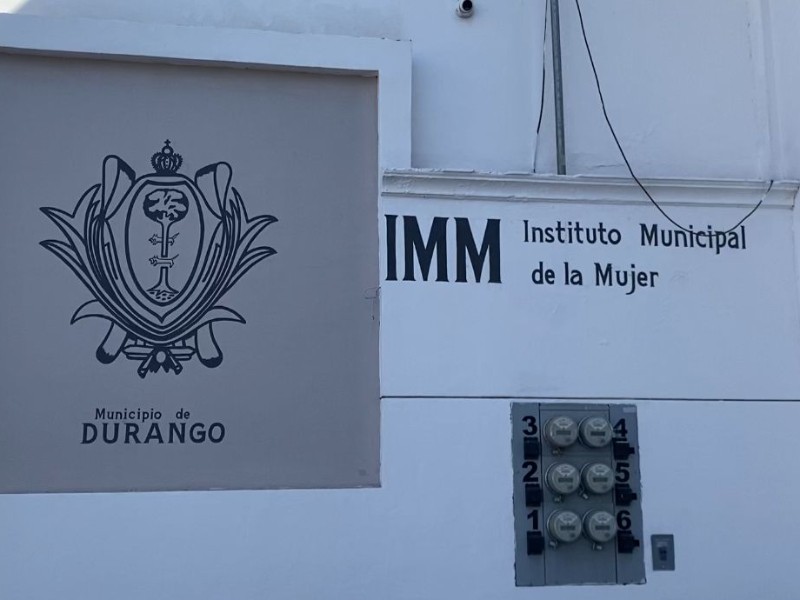 Municipio de
DURANGO
IMM
Instituto Municipal
de la Mujer
3 4
2 5
1 6